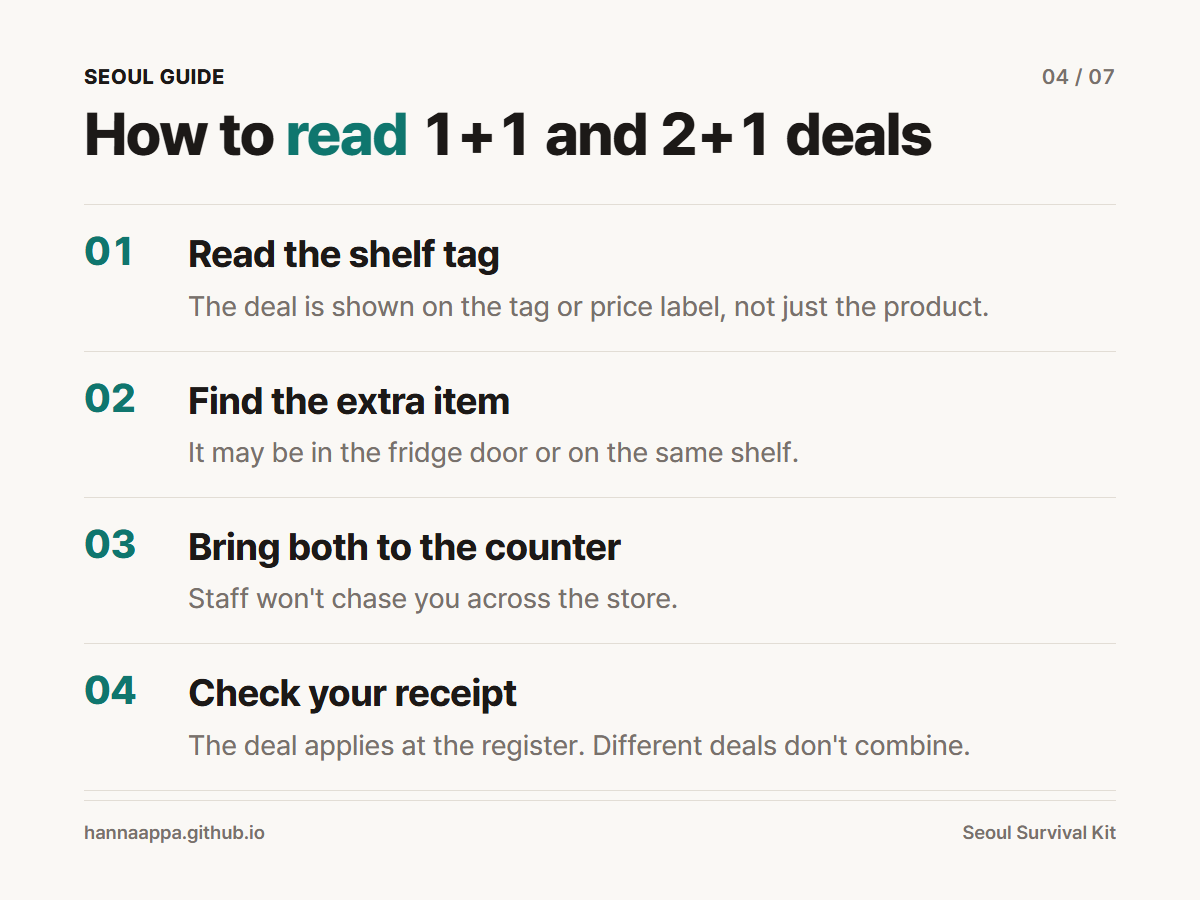 SEOUL GUIDE
04 / 07
How to read 1+1 and 2+1 deals
01
Read the shelf tag
The deal is shown on the tag or price label, not just the product.
02
Find the extra item
It may be in the fridge door or on the same shelf.
03
Bring both to the counter
Staff won't chase you across the store.
04
Check your receipt
The deal applies at the register. Different deals don't combine.
hannaappa.github.io
Seoul Survival Kit